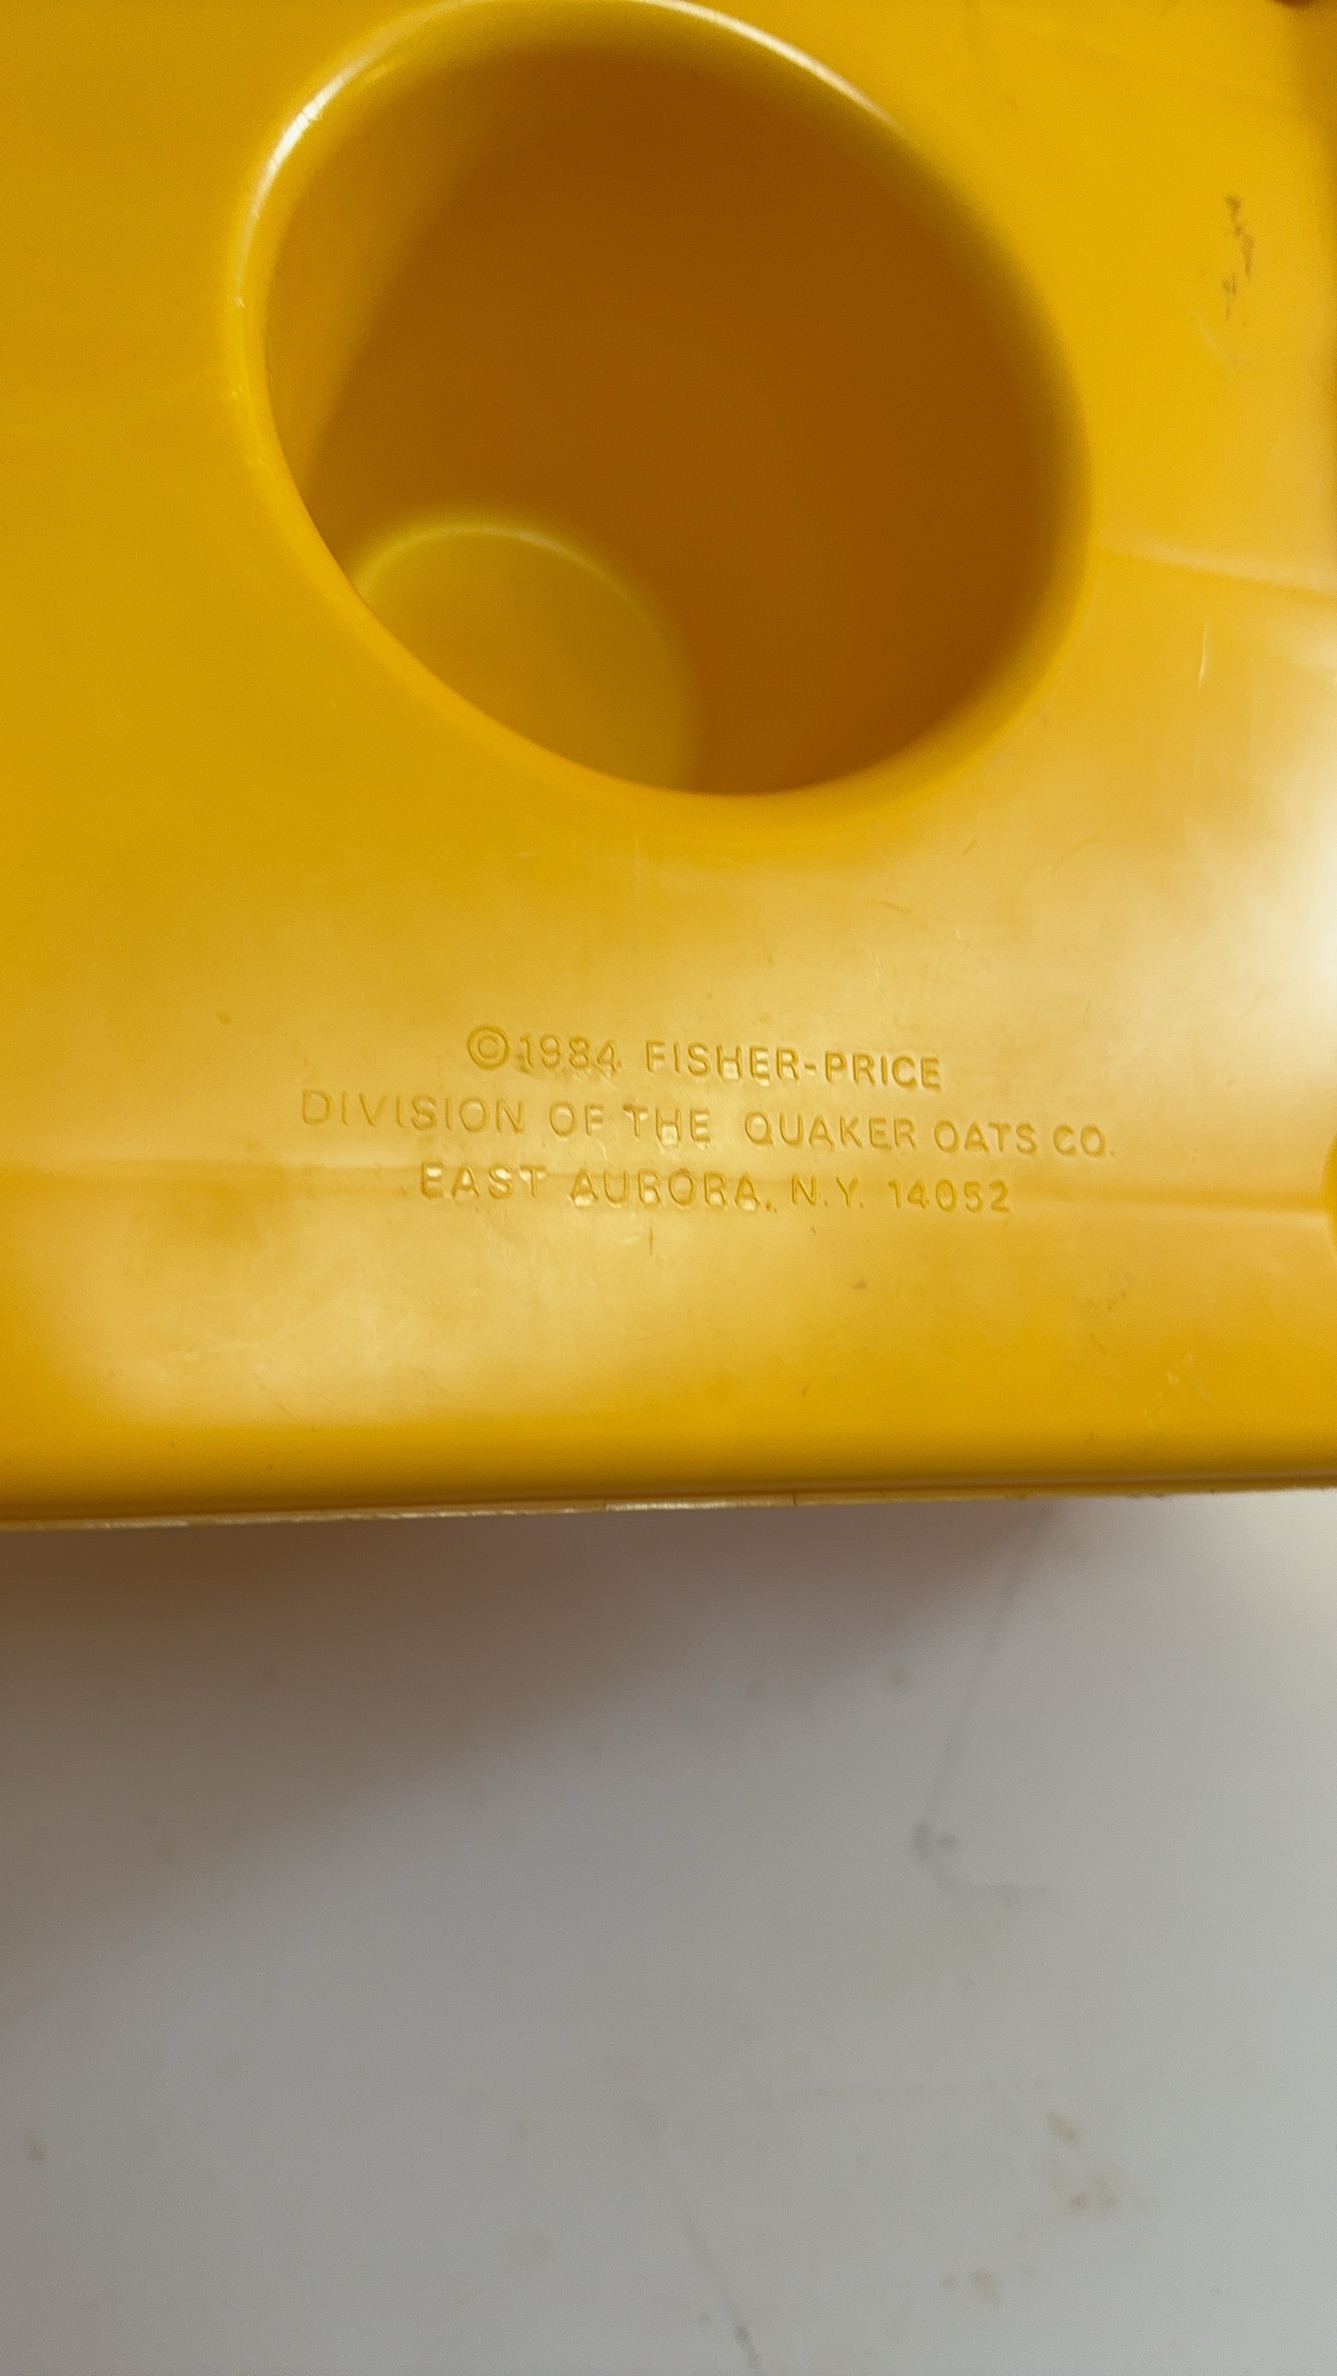 ©1984 FISHER-PRICE
DIVISION OF THE QUAKER OATS CO.
EAST AURORA, N.Y. 14052